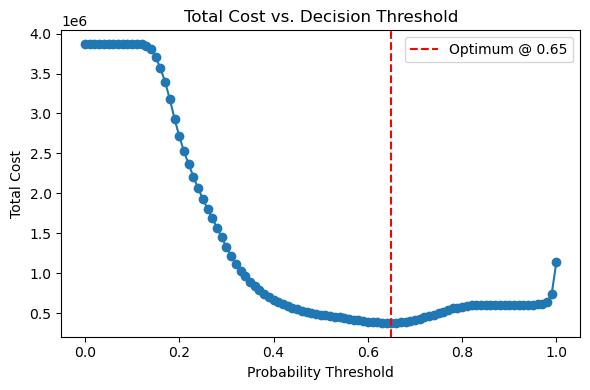 Total Cost vs. Decision Threshold
1e6
Optimum @ 0.65
4.0
3.5
3.0
2.5
2.0
1.5
1.0
0.5
Total Cost
0.0
0.2
0.4
0.6
0.8
1.0
Probability Threshold